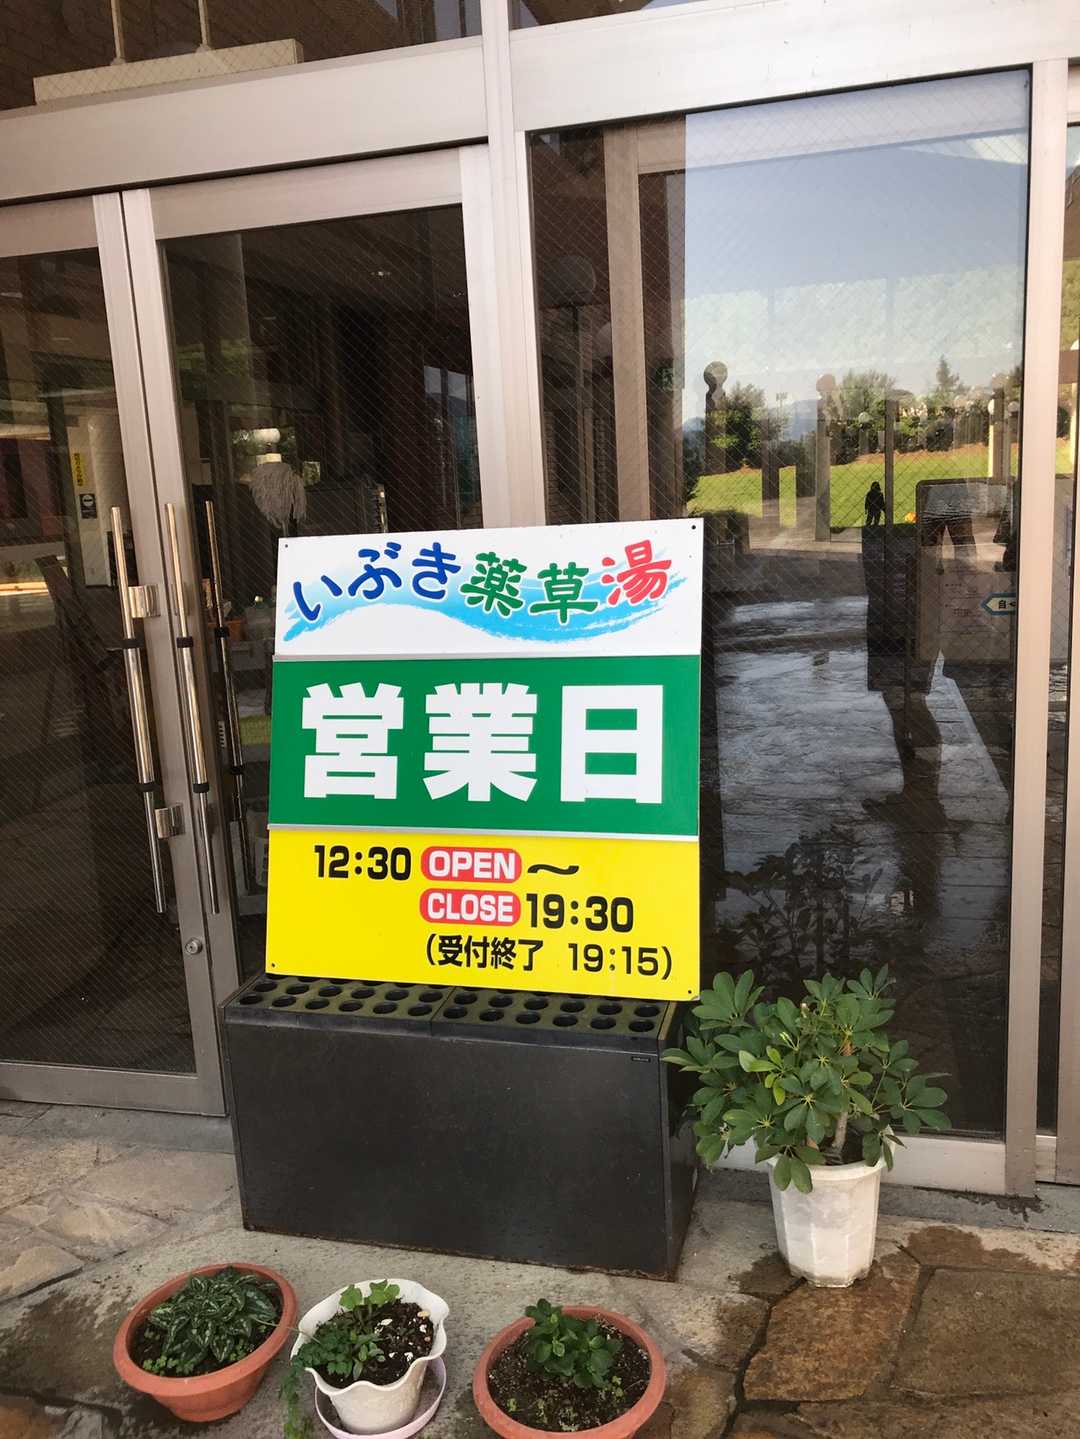 いぶき薬草湯
営業日
12:30 OPEN 〜
CLOSE 19:30
(受付終了 19:15)
自